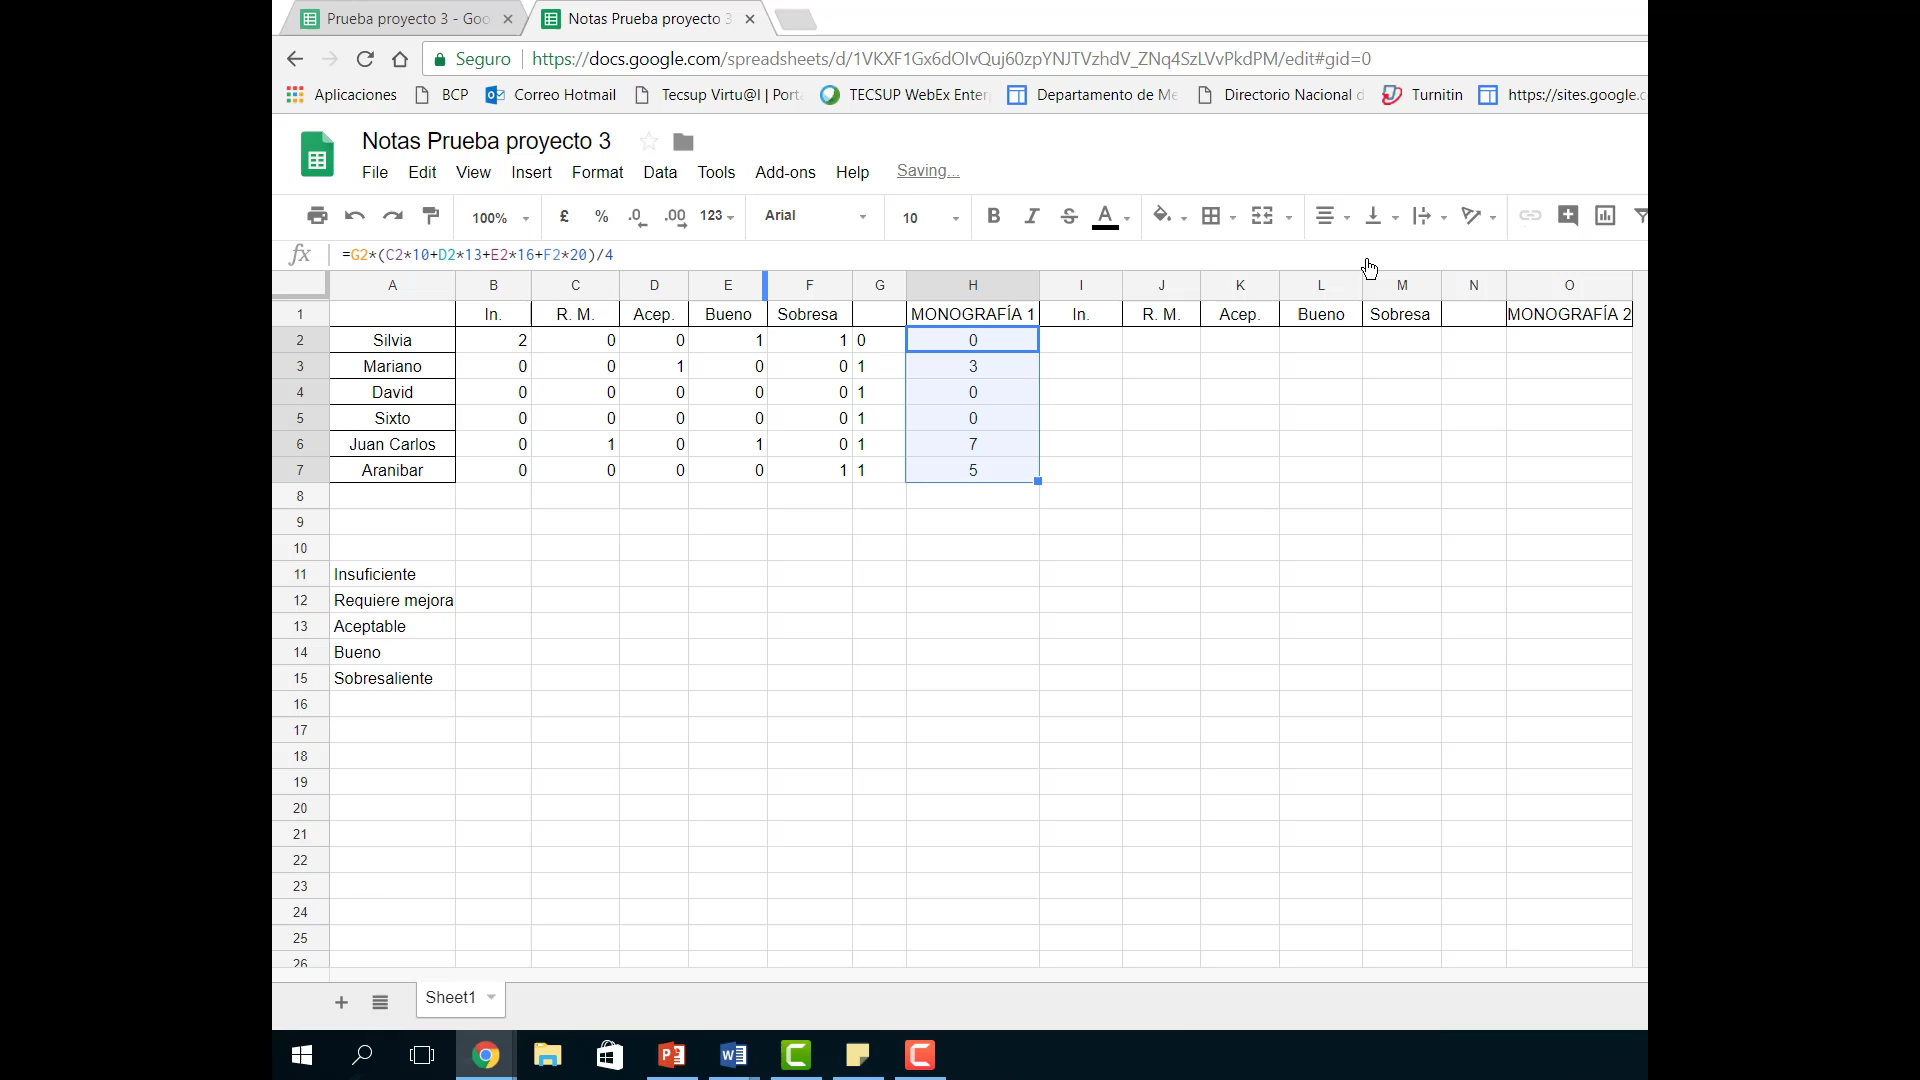 Prueba proyecto 3 - Goo
Notas Prueba proyecto 3
Seguro https://docs.google.com/spreadsheets/d/1VKXF1Gx6dOIvQuj60zpYNJTVzhdV_ZNq4SzLVvPkdPM/edit#gid=0
Aplicaciones BCP Correo Hotmail Tecsup Virtu@l | Porta TECSUP WebEx Enter Departamento de Me Directorio Nacional d Turnitin https://sites.google.c
Notas Prueba proyecto 3
File Edit View Insert Format Data Tools Add-ons Help Saving...
100% £ % .0 .00 123 Arial 10 B I S A
fx =G2*(C2*10+D2*13+E2*16+F2*20)/4
A B C D E F G H I J K L M N O
1 In. R. M. Acep. Bueno Sobresa MONOGRAFÍA 1 In. R. M. Acep. Bueno Sobresa MONOGRAFÍA 2
2 Silvia 2 0 0 1 1 0 0
3 Mariano 0 0 1 0 0 1 3
4 David 0 0 0 0 0 1 0
5 Sixto 0 0 0 0 0 1 0
6 Juan Carlos 0 1 0 1 0 1 7
7 Aranibar 0 0 0 0 1 1 5
8
9
10
11 Insuficiente
12 Requiere mejora
13 Aceptable
14 Bueno
15 Sobresaliente
16
17
18
19
20
21
22
23
24
25
26
Sheet1